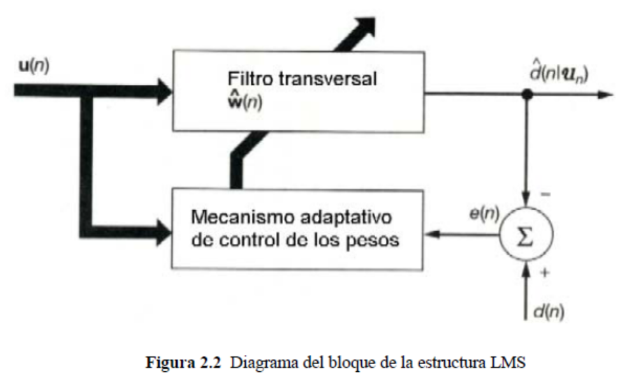 u(n)
Filtro transversal
ŵ(n)
d̂(n|𝒰ₙ)
Mecanismo adaptativo
de control de los pesos
e(n)
−
Σ
+
d(n)
Figura 2.2 Diagrama del bloque de la estructura LMS